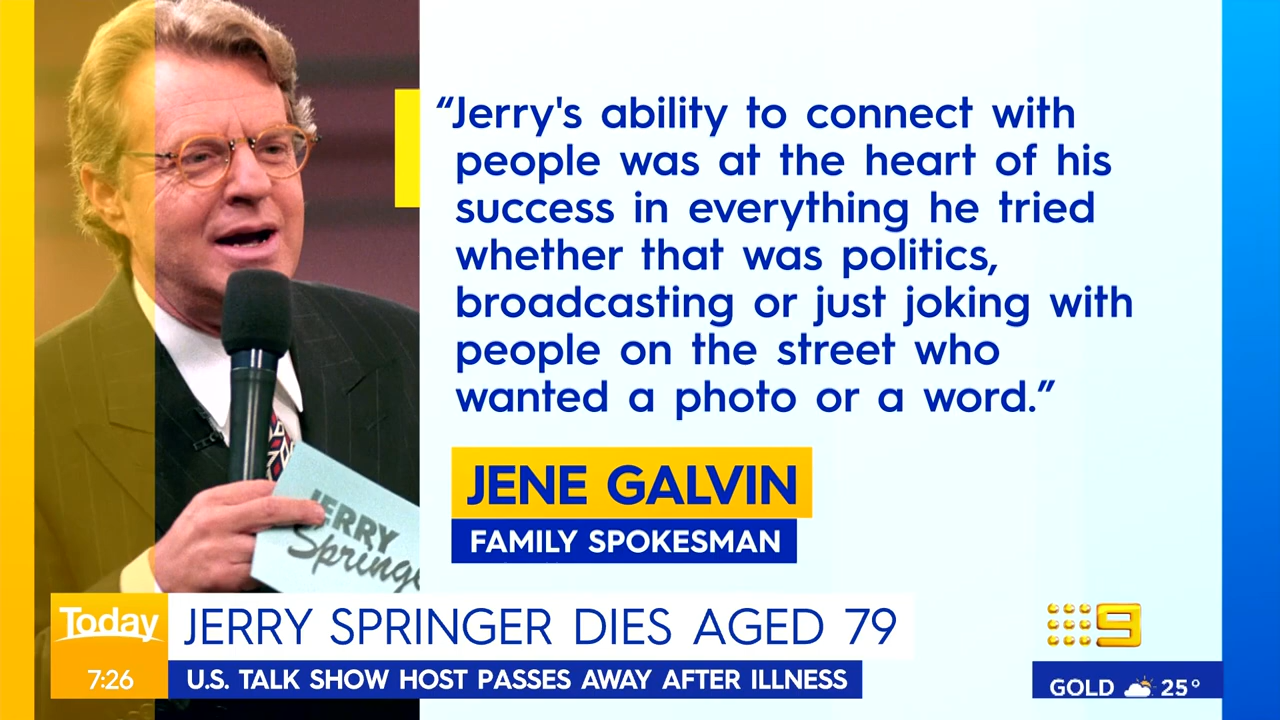 “Jerry's ability to connect with
people was at the heart of his
success in everything he tried
whether that was politics,
broadcasting or just joking with
people on the street who
wanted a photo or a word.”
JENE GALVIN
FAMILY SPOKESMAN
JERRY
Springe
Today
7:26
JERRY SPRINGER DIES AGED 79
U.S. TALK SHOW HOST PASSES AWAY AFTER ILLNESS
9
GOLD 25°